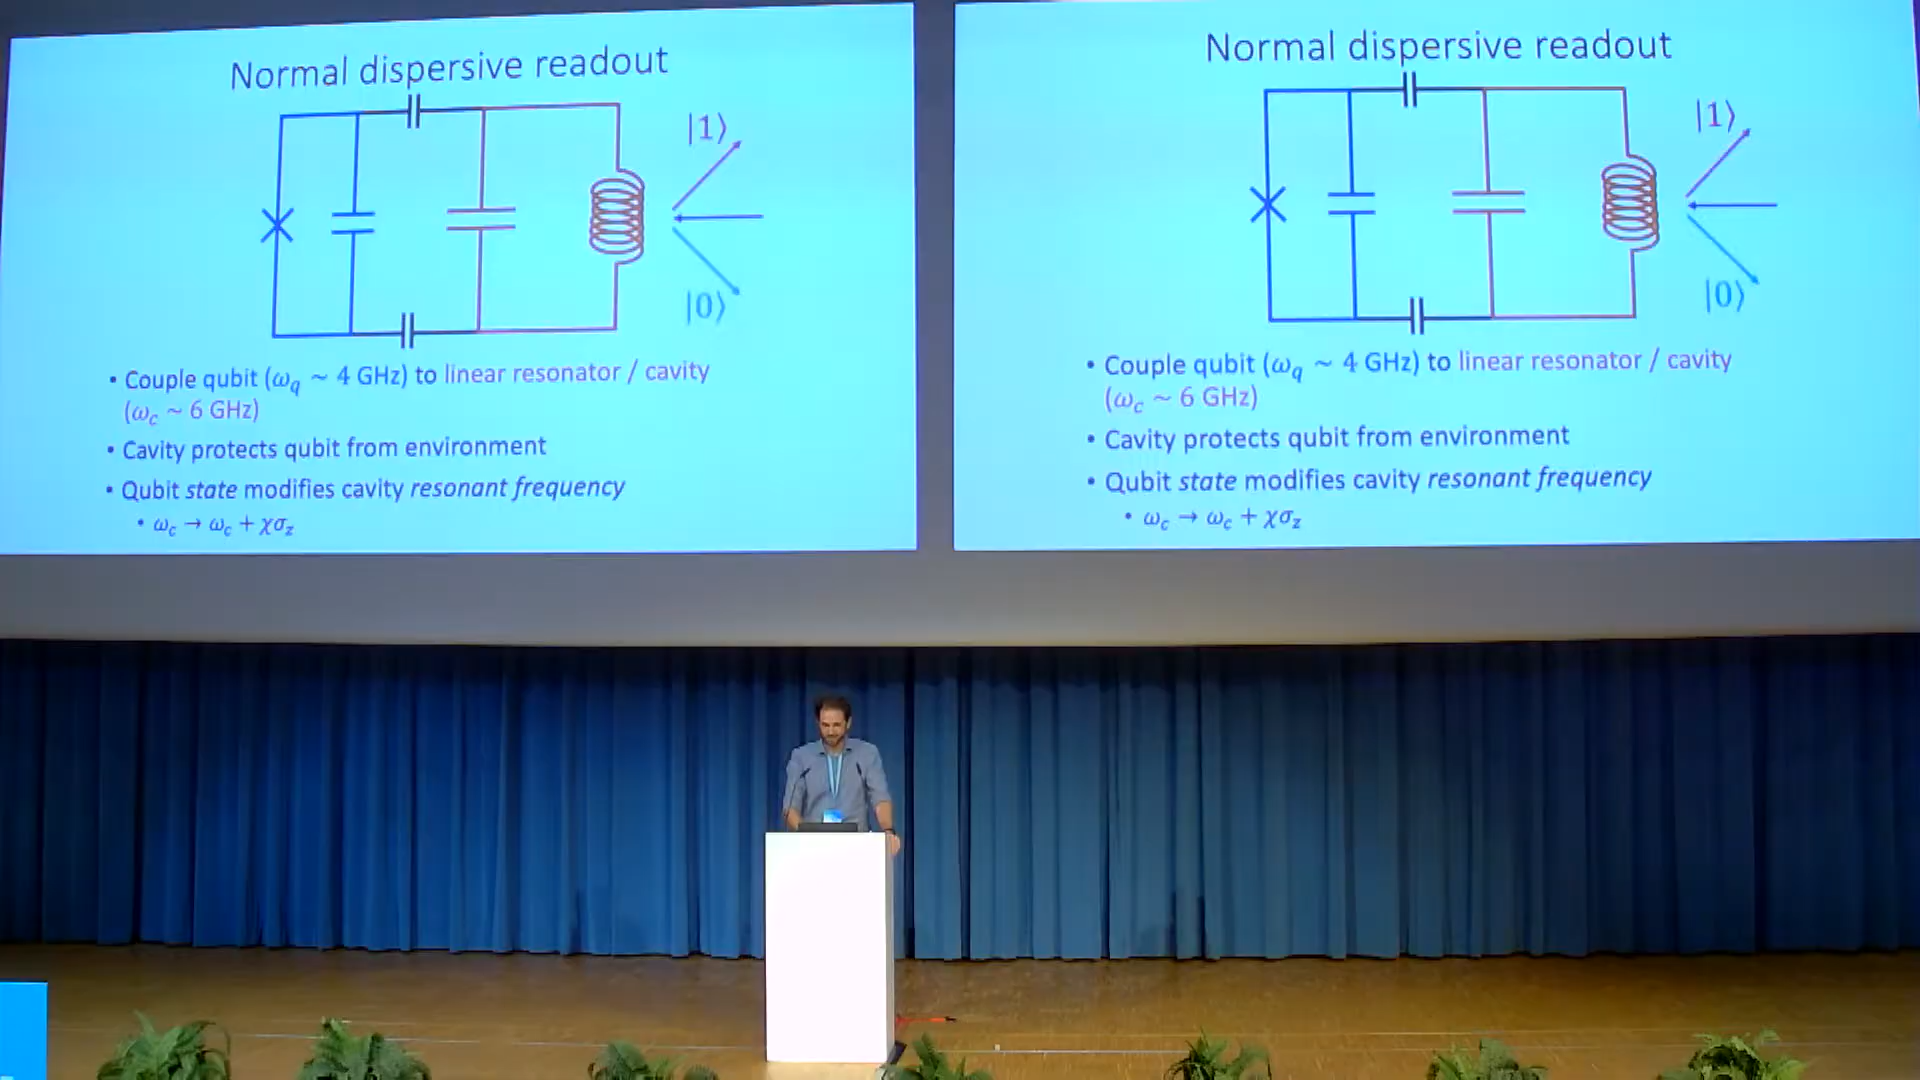 Normal dispersive readout
|1⟩
|0⟩
• Couple qubit (ω_q ~ 4 GHz) to linear resonator / cavity
(ω_c ~ 6 GHz)
• Cavity protects qubit from environment
• Qubit state modifies cavity resonant frequency
• ω_c → ω_c + χσ_z
Normal dispersive readout
|1⟩
|0⟩
• Couple qubit (ω_q ~ 4 GHz) to linear resonator / cavity
(ω_c ~ 6 GHz)
• Cavity protects qubit from environment
• Qubit state modifies cavity resonant frequency
• ω_c → ω_c + χσ_z